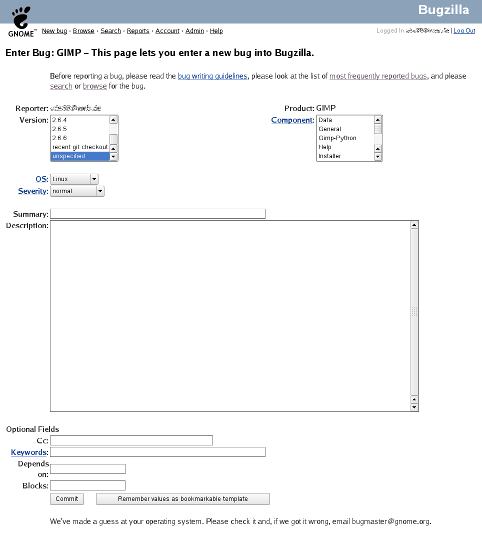 Bugzilla
GNOME™ New bug · Browse · Search · Reports · Account · Admin · Help
Logged In | Log Out
Enter Bug: GIMP – This page lets you enter a new bug into Bugzilla.
Before reporting a bug, please read the bug writing guidelines, please look at the list of most frequently reported bugs, and please
search or browse for the bug.
Reporter: Product: GIMP
Version: Component:
2.6.4
2.6.5
2.6.6
recent git checkout
unspecified
Data
General
Gimp-Python
Help
Installer
OS: Linux
Severity: normal
Summary:
Description:
Optional Fields
Cc:
Keywords:
Depends
on:
Blocks:
Commit Remember values as bookmarkable template
We've made a guess at your operating system. Please check it and, if we got it wrong, email bugmaster@gnome.org.